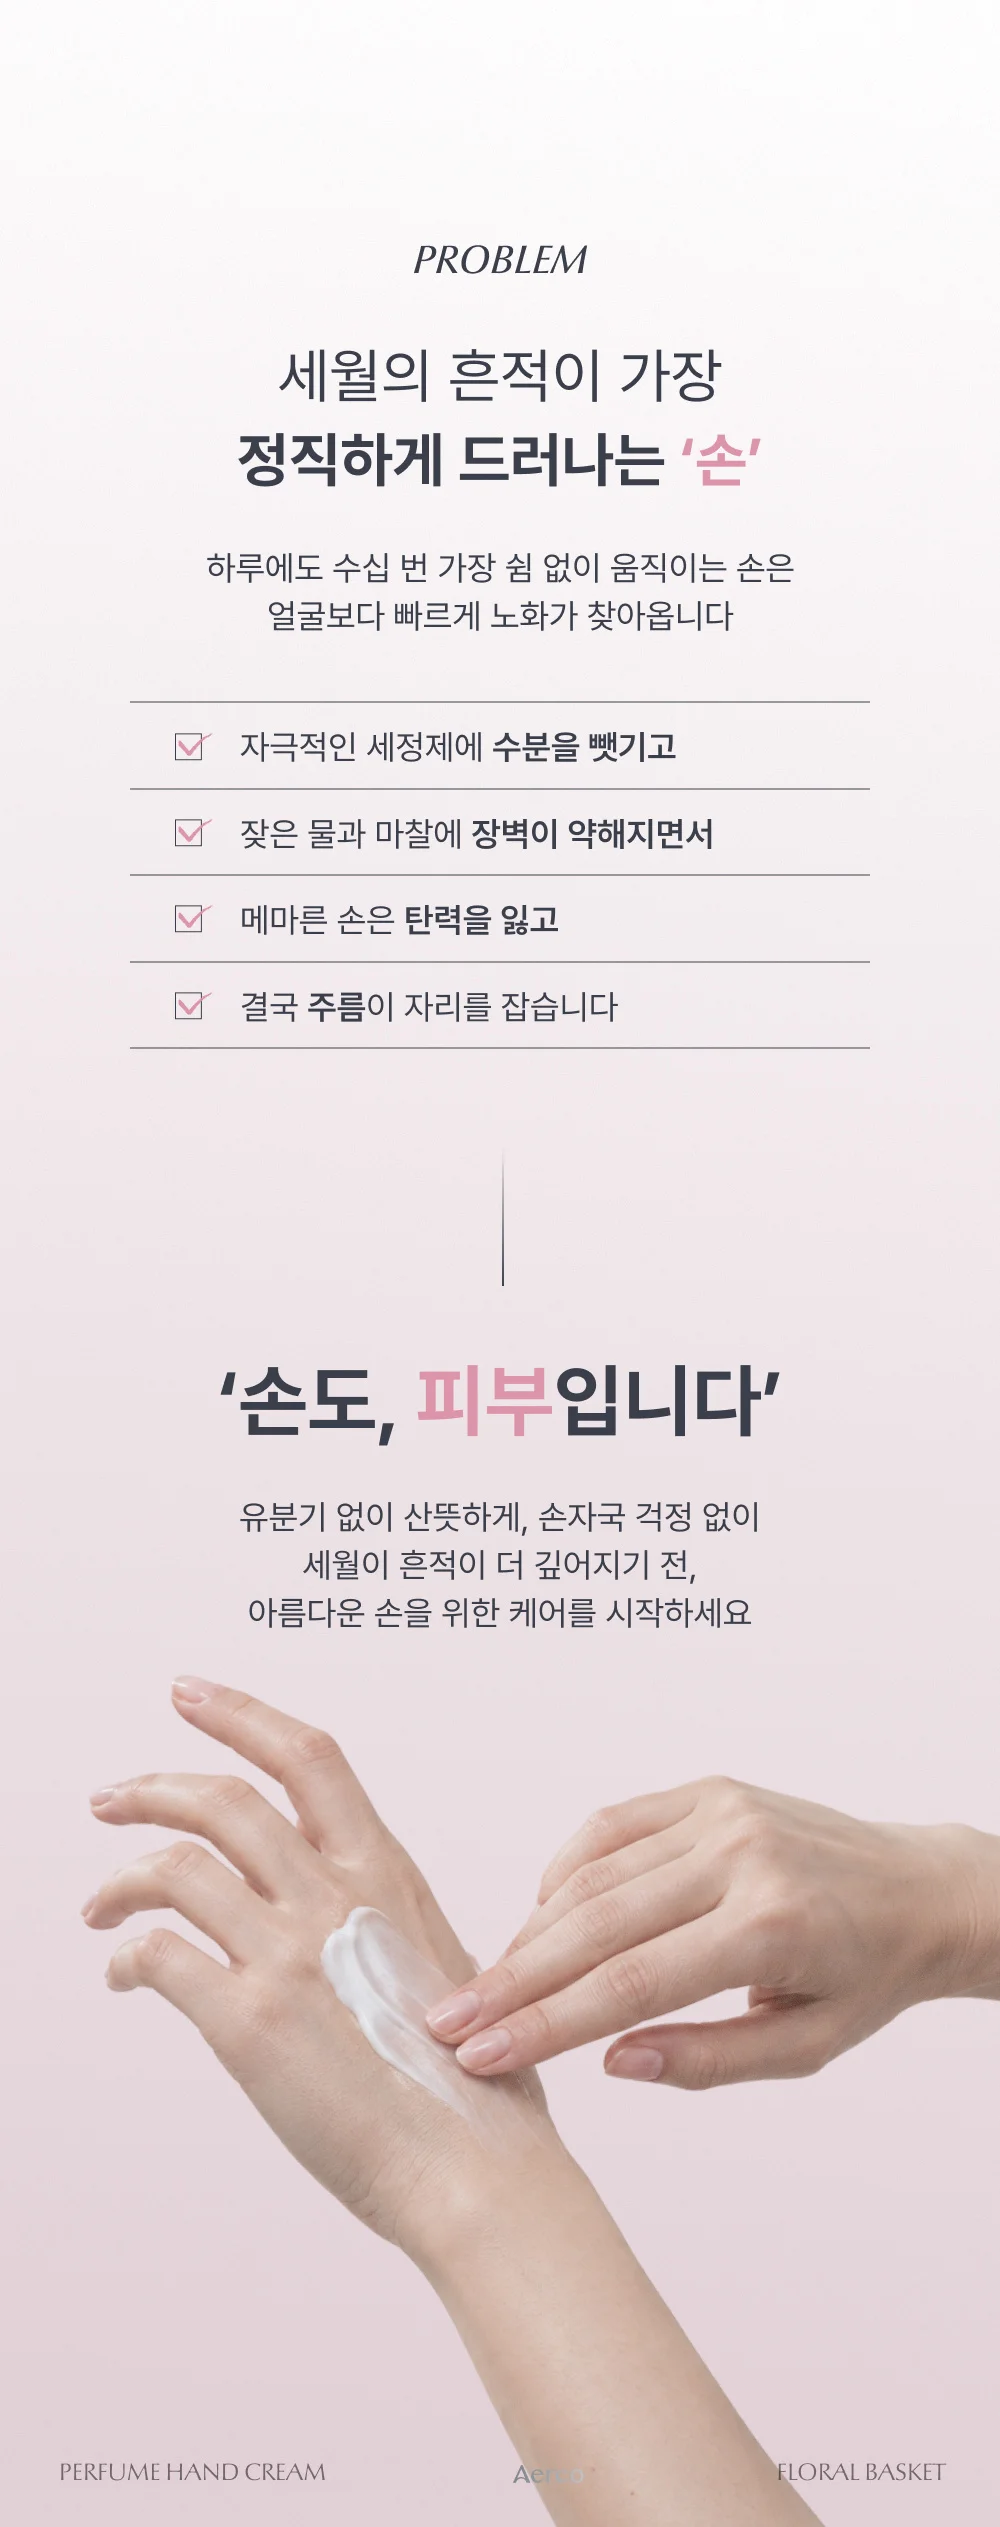 PROBLEM
세월의 흔적이 가장
정직하게 드러나는 ‘손’
하루에도 수십 번 가장 쉼 없이 움직이는 손은
얼굴보다 빠르게 노화가 찾아옵니다
자극적인 세정제에 수분을 뺏기고
잦은 물과 마찰에 장벽이 약해지면서
메마른 손은 탄력을 잃고
결국 주름이 자리를 잡습니다
‘손도, 피부입니다’
유분기 없이 산뜻하게, 손자국 걱정 없이
세월이 흔적이 더 깊어지기 전,
아름다운 손을 위한 케어를 시작하세요
PERFUME HAND CREAM
FLORAL BASKET